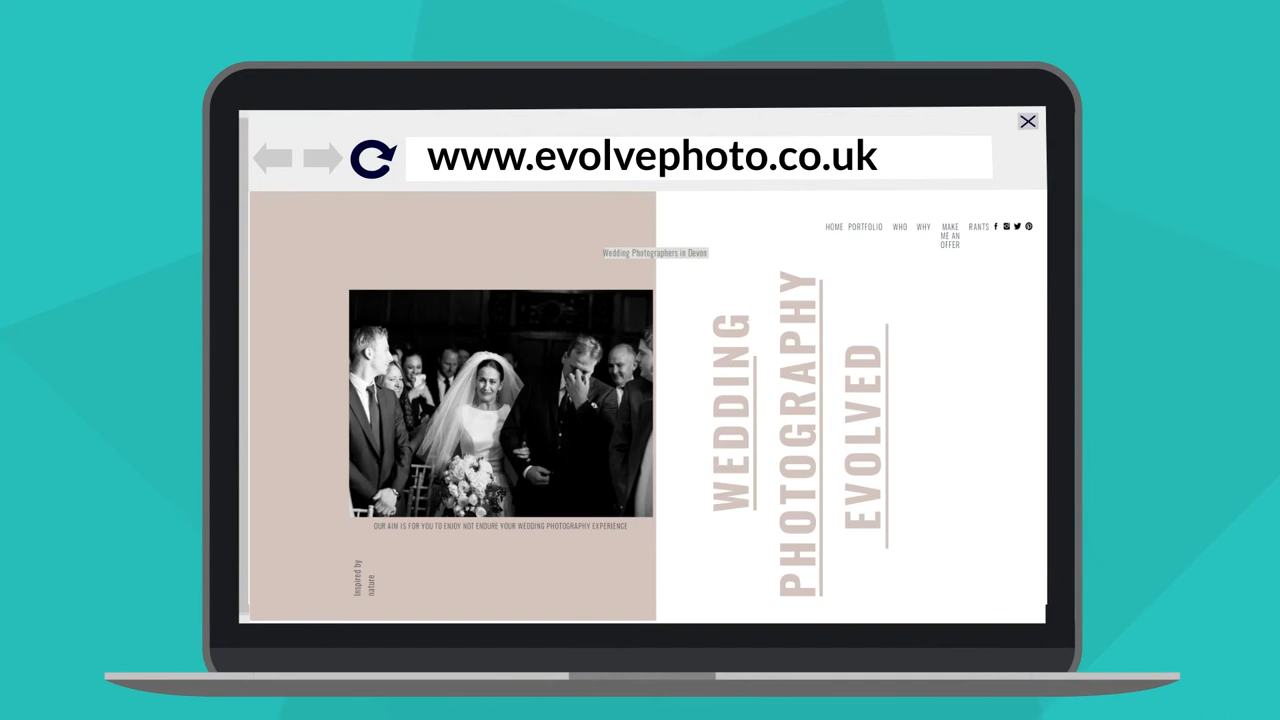 www.evolvephoto.co.uk
HOME PORTFOLIO WHO WHY MAKE ME AN OFFER RANTS
Wedding Photographers in Devon
WEDDING
PHOTOGRAPHY
EVOLVED
OUR AIM IS FOR YOU TO ENJOY NOT ENDURE YOUR WEDDING PHOTOGRAPHY EXPERIENCE
Inspired by
nature